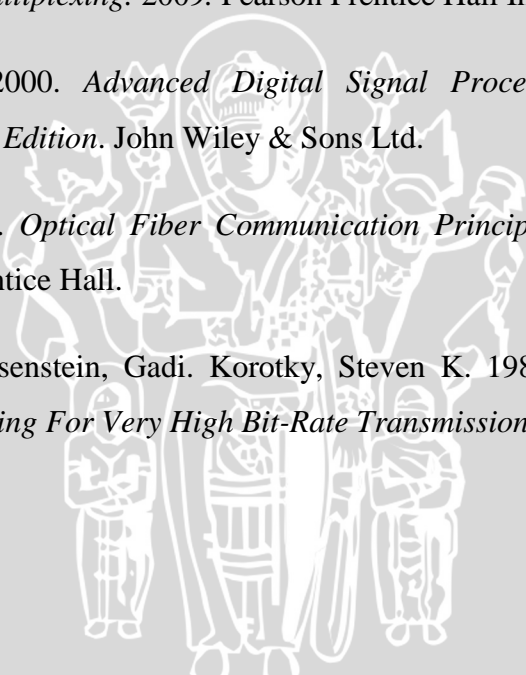 ultiplexing. 2009. Pearson Prentice Hall
2000. Advanced Digital Signal Proce
Edition. John Wiley & Sons Ltd.
. Optical Fiber Communication Princip
ntice Hall.
senstein, Gadi. Korotky, Steven K. 198
ing For Very High Bit-Rate Transmission